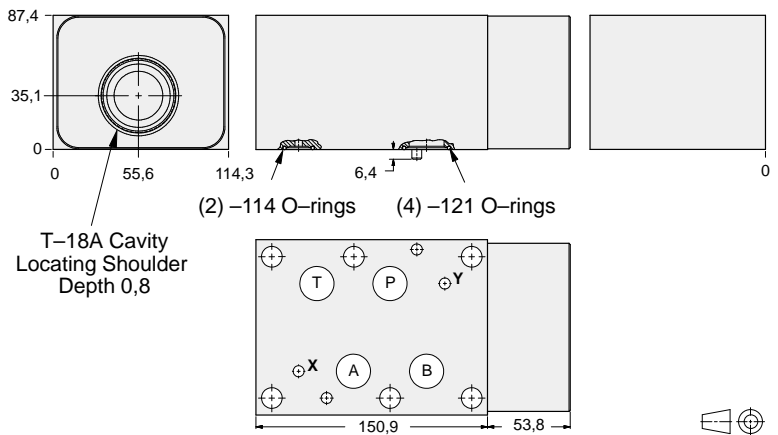 87,4
35,1
0
0
55,6
114,3
6,4
0
(2) –114 O–rings
(4) –121 O–rings
T–18A Cavity
Locating Shoulder
Depth 0,8
T
P
Y
X
A
B
150,9
53,8